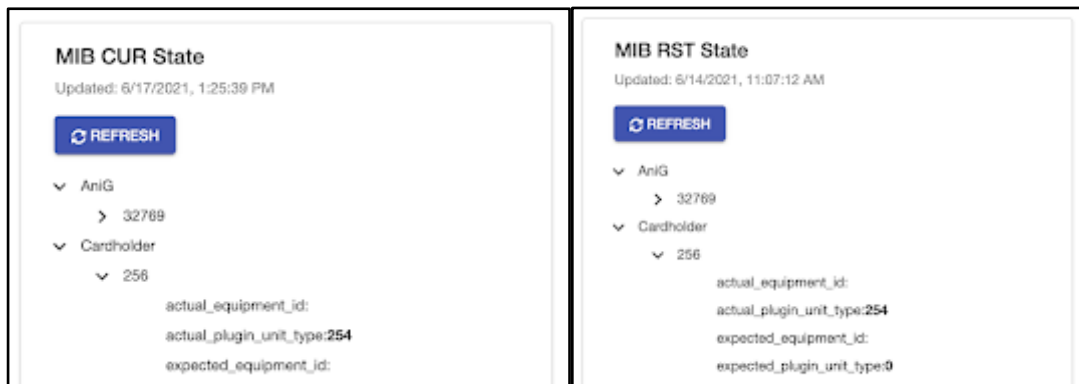 MIB CUR State
Updated: 6/17/2021, 1:25:39 PM
REFRESH
AniG
32769
Cardholder
256
actual_equipment_id:
actual_plugin_unit_type:254
expected_equipment_id:
MIB RST State
Updated: 6/14/2021, 11:07:12 AM
REFRESH
AniG
32769
Cardholder
256
actual_equipment_id:
actual_plugin_unit_type:254
expected_equipment_id:
expected_plugin_unit_type:0